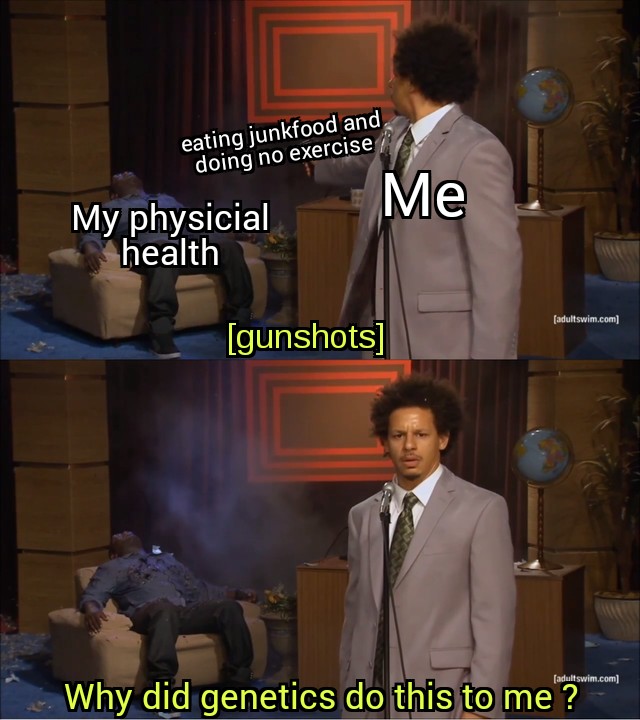 eating junkfood and
doing no exercise
Me
My physicial
health
[adultswim.com]
[gunshots]
[adultswim.com]
Why did genetics do this to me ?